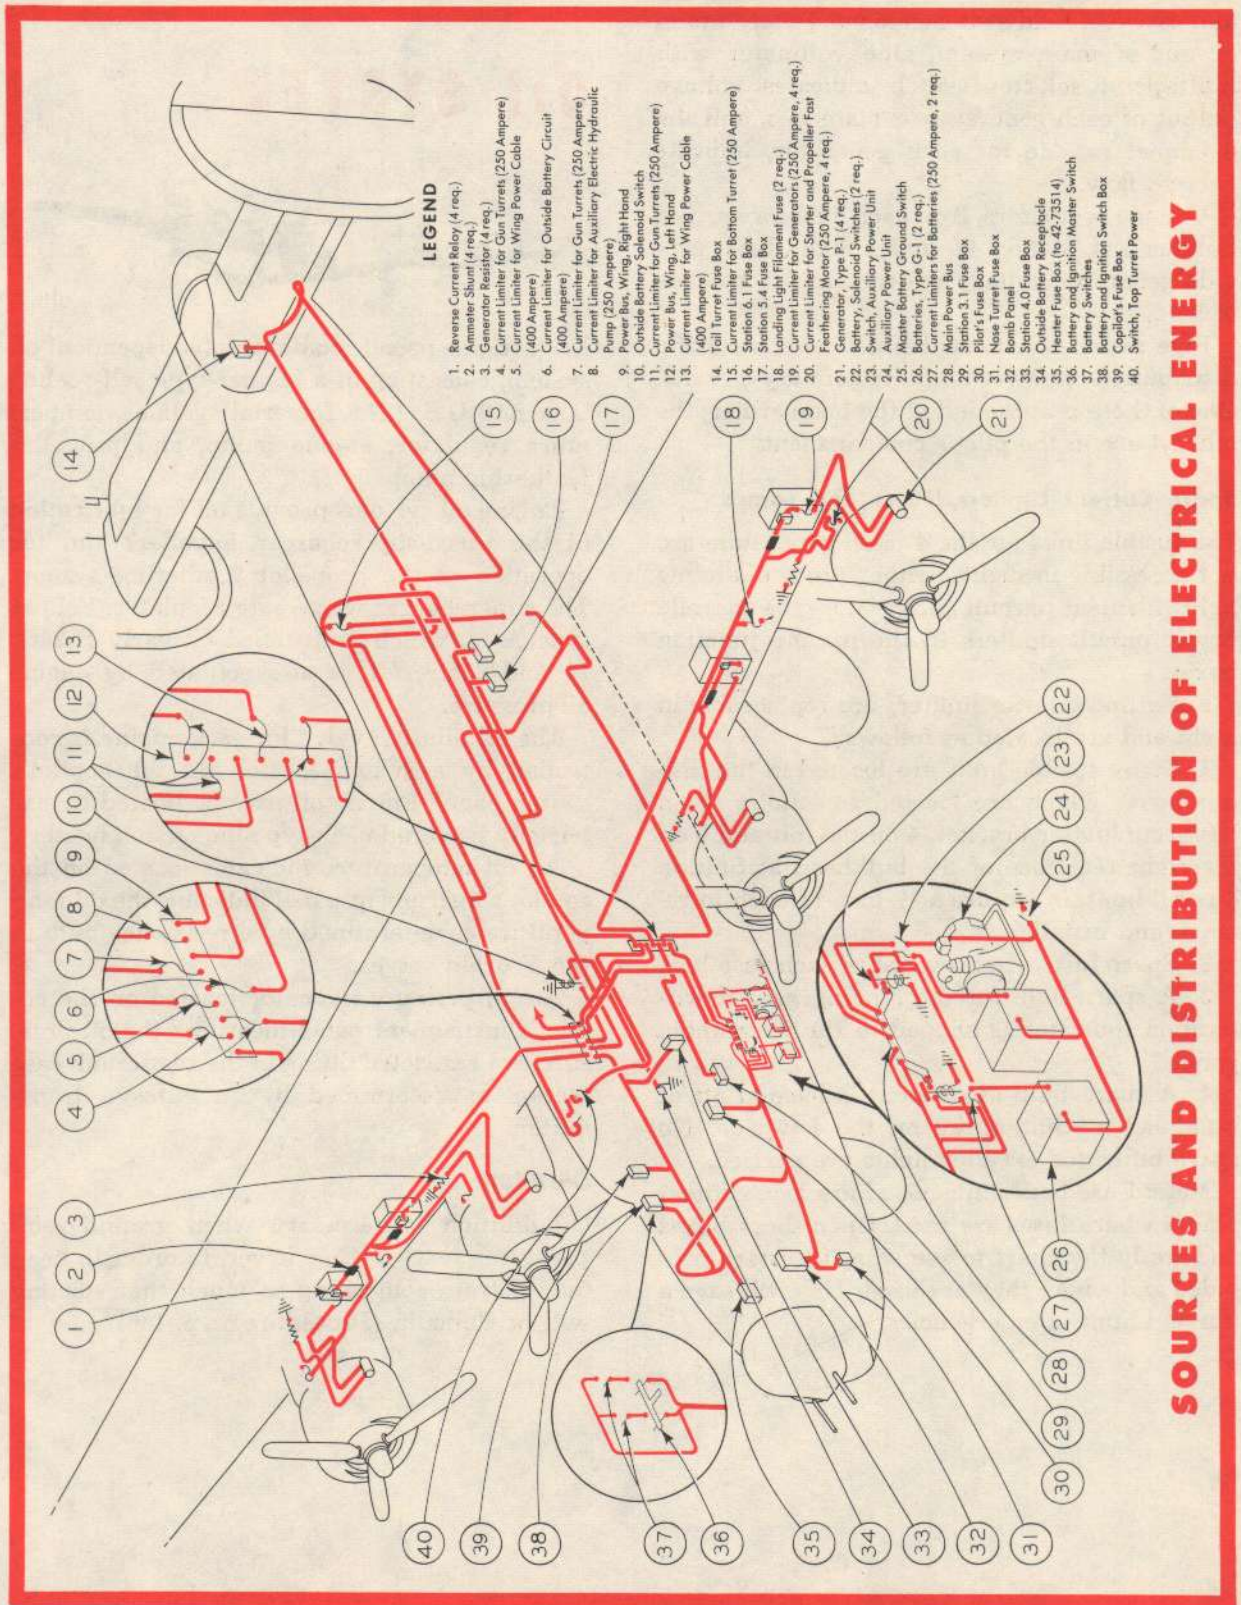 LEGEND
1. Reverse Current Relay (4 req.)
2. Ammeter Shunt (4 req.)
3. Generator Resistor (4 req.)
4. Current Limiter for Gun Turrets (250 Ampere)
5. Current Limiter for Wing Power Cable
(400 Ampere)
6. Current Limiter for Outside Battery Circuit
(400 Ampere)
7. Current Limiter for Gun Turrets (250 Ampere)
8. Current Limiter for Auxiliary Electric Hydraulic
Pump (250 Ampere)
9. Power Bus, Wing, Right Hand
10. Outside Battery Solenoid Switch
11. Current Limiter for Gun Turrets (250 Ampere)
12. Power Bus, Wing, Left Hand
13. Current Limiter for Wing Power Cable
(400 Ampere)
14. Tail Turret Fuse Box
15. Current Limiter for Bottom Turret (250 Ampere)
16. Station 6.1 Fuse Box
17. Station 5.4 Fuse Box
18. Landing Light Filament Fuse (2 req.)
19. Current Limiter for Generators (250 Ampere, 4 req.)
20. Current Limiter for Starter and Propeller Fast
Feathering Motor (250 Ampere, 4 req.)
21. Generator, Type P-1 (4 req.)
22. Battery, Solenoid Switches (2 req.)
23. Switch, Auxiliary Power Unit
24. Auxiliary Power Unit
25. Master Battery Ground Switch
26. Batteries, Type G-1 (2 req.)
27. Current Limiters for Batteries (250 Ampere, 2 req.)
28. Main Power Bus
29. Station 3.1 Fuse Box
30. Pilot's Fuse Box
31. Nose Turret Fuse Box
32. Bomb Panel
33. Station 4.0 Fuse Box
34. Outside Battery Receptacle
35. Heater Fuse Box (to 42-73514)
36. Battery and Ignition Master Switch
37. Battery Switches
38. Battery and Ignition Switch Box
39. Copilot's Fuse Box
40. Switch, Top Turret Power
1
2
3
4
5
6
7
8
9
10
11
12
13
14
15
16
17
18
19
20
21
22
23
24
25
26
27
28
29
30
31
32
33
34
35
36
37
38
39
40
SOURCES AND DISTRIBUTION OF ELECTRICAL ENERGY